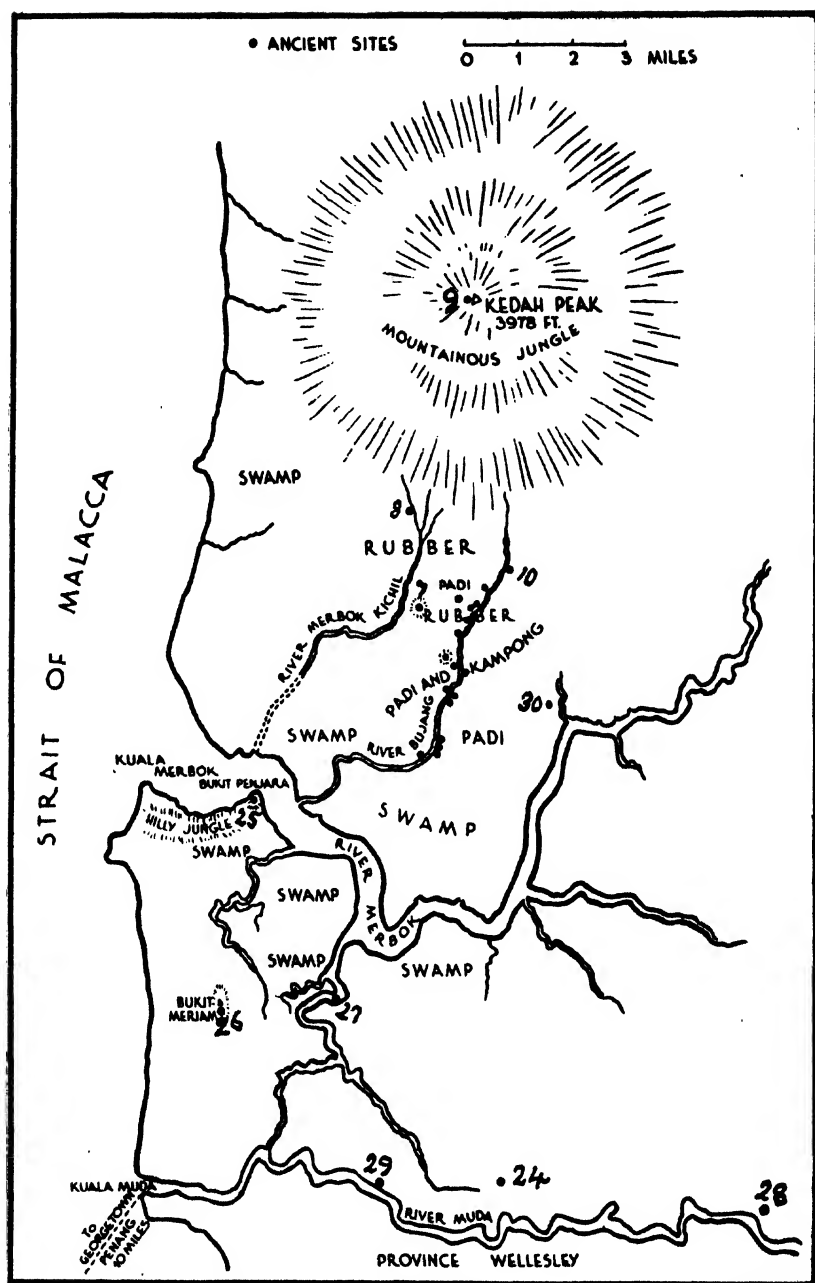 • ANCIENT SITES
0 1 2 3 MILES
9 KEDAH PEAK
3978 FT.
MOUNTAINOUS JUNGLE
STRAIT OF MALACCA
SWAMP
8
RUBBER
10
PADI
7
RUBBER
RIVER MERBOK KICHIL
PADI AND KAMPONG
30
SWAMP
RIVER BUJANG
PADI
KUALA
MERBOK
BUKIT PENJARA
25
HILLY JUNGLE
SWAMP
SWAMP
RIVER MERBOK
SWAMP
SWAMP
SWAMP
BUKIT
MERIAM
26
27
29
24
28
KUALA MUDA
RIVER MUDA
TO
GEORGETOWN
PENANG
10 MILES
PROVINCE WELLESLEY